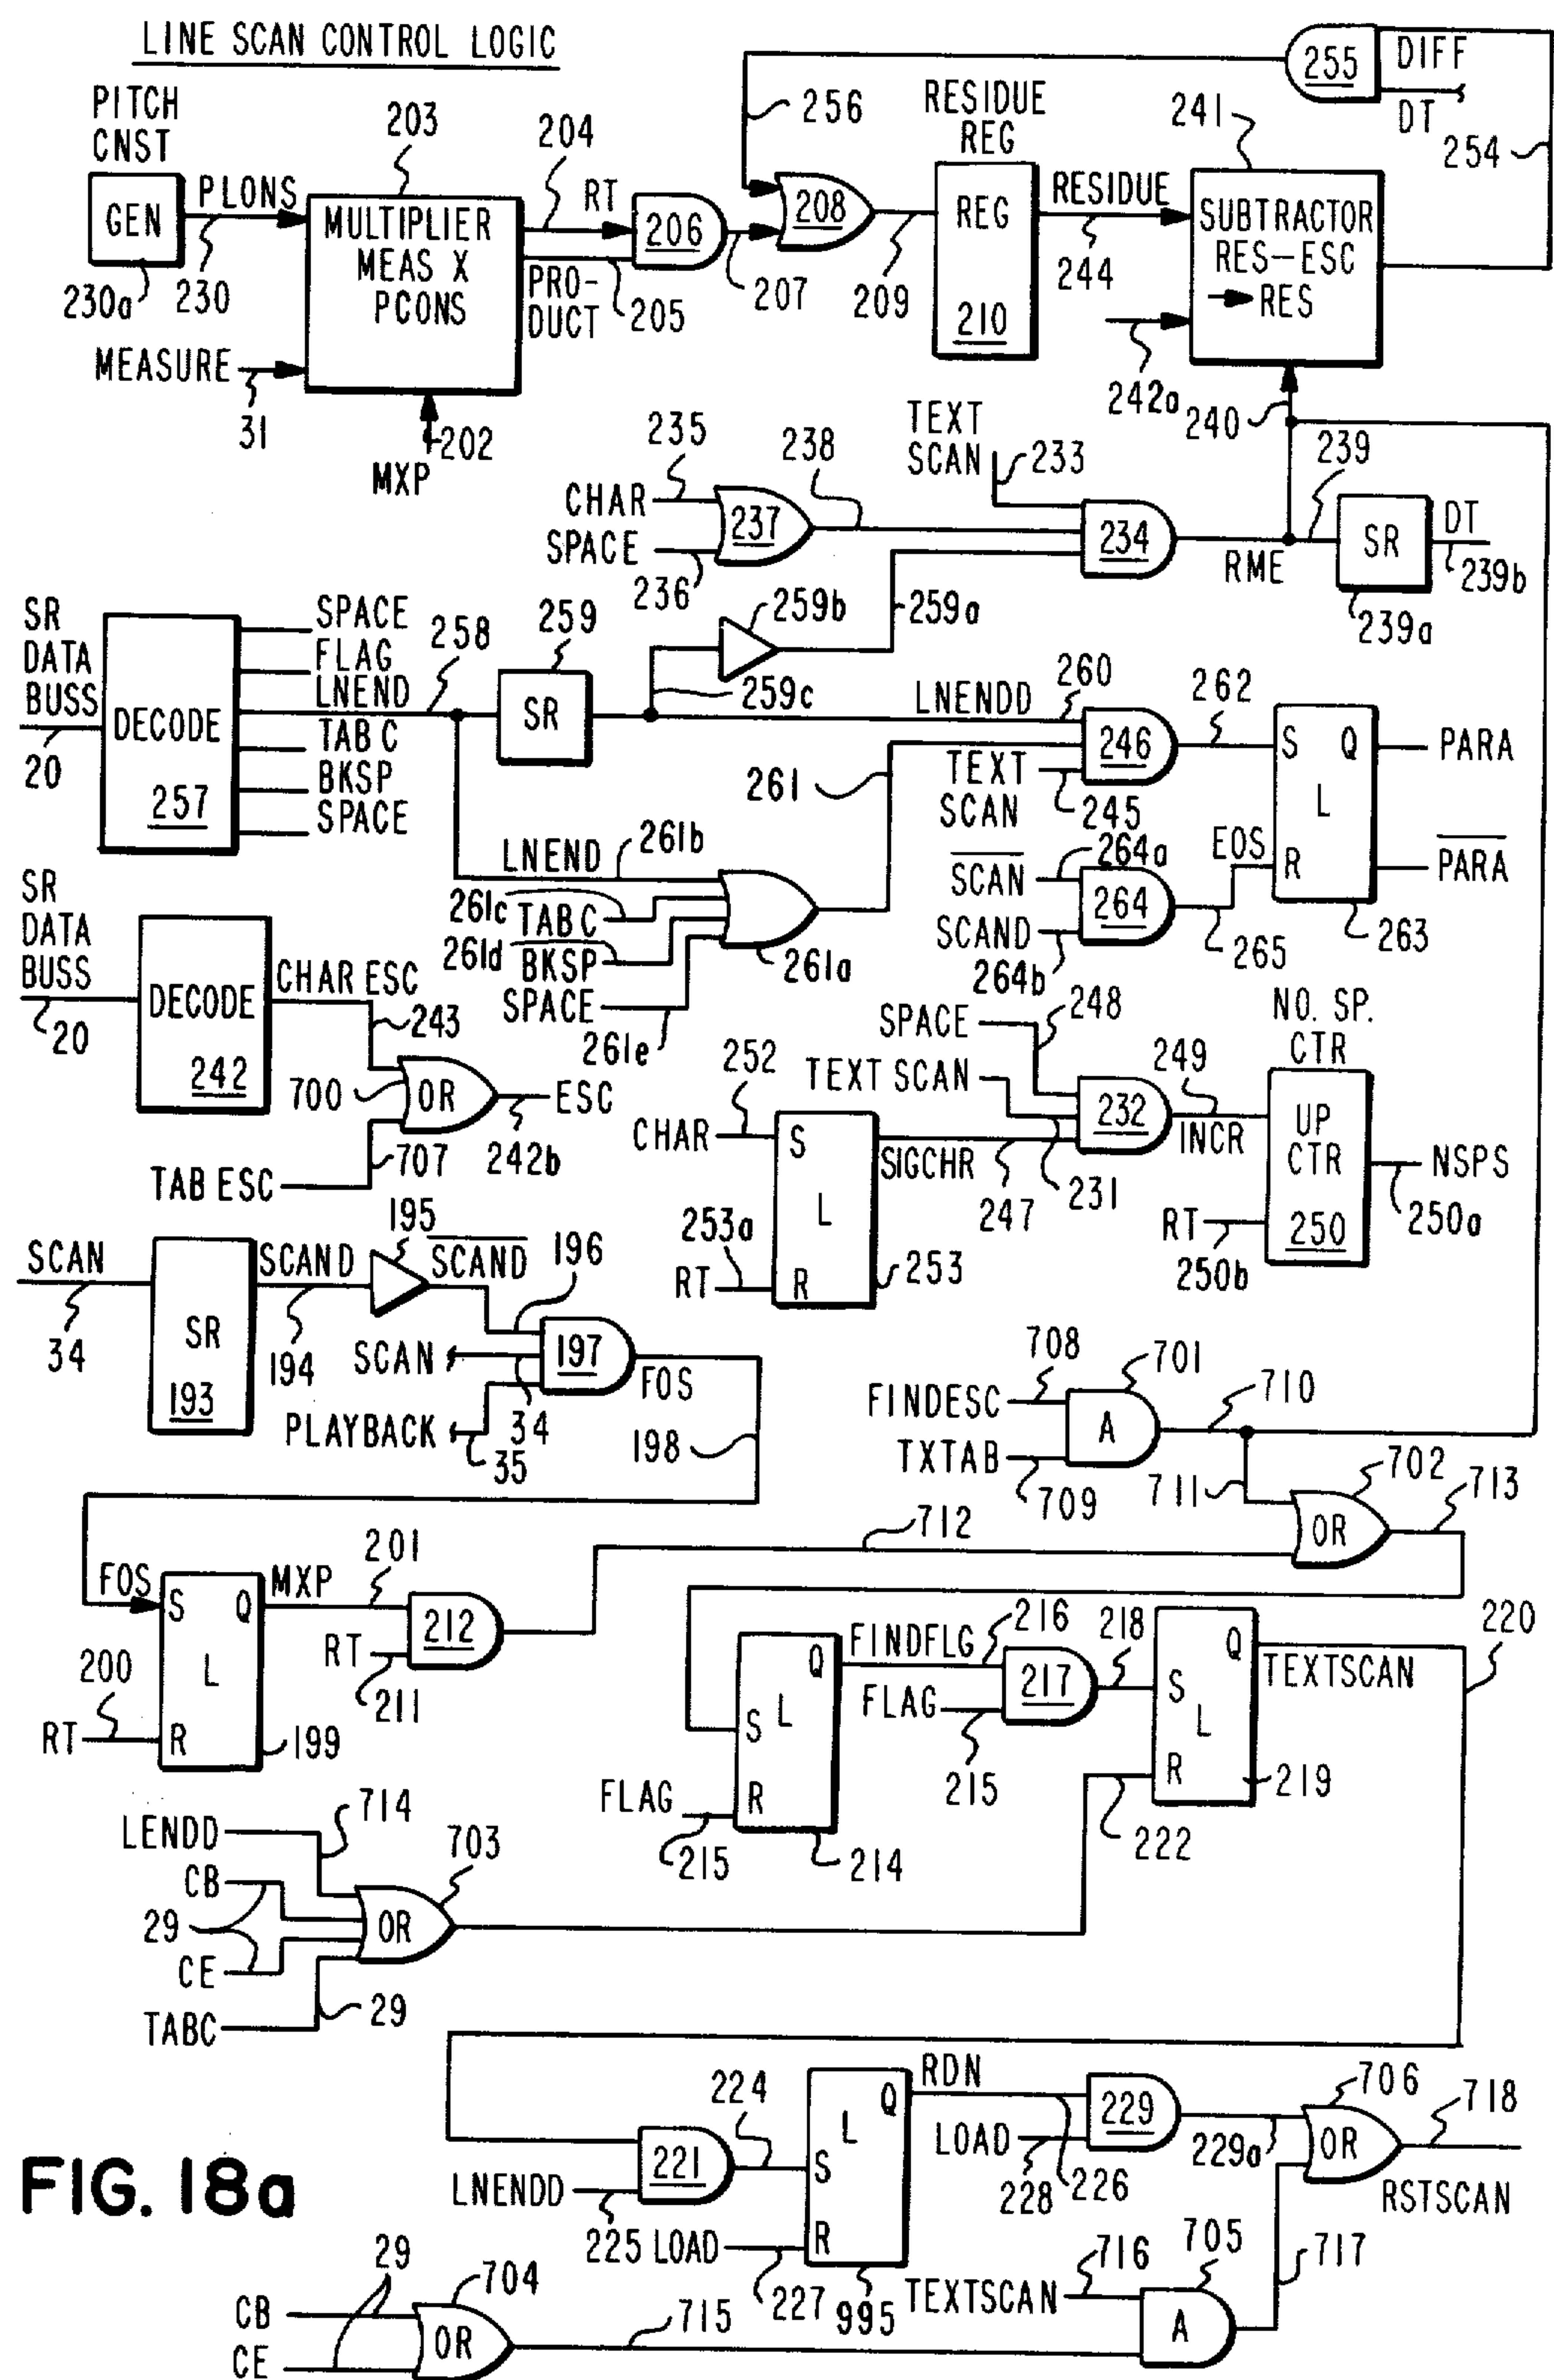 LINE SCAN CONTROL LOGIC
PITCH
CNST
GEN
230a
PLONS
230
MEASURE
31
203
MULTIPLIER
MEAS X
PCONS
MXP
202
204
RT
PRO-
DUCT
205
206
207
256
208
209
RESIDUE
REG
REG
210
RESIDUE
244
241
SUBTRACTOR
RES-ESC
RES
242a
240
255
DIFF
DT
254
235
CHAR
SPACE
236
237
238
TEXT
SCAN
233
234
RME
239
SR
239a
DT
239b
SR
DATA
BUSS
20
DECODE
257
SPACE
FLAG
LNEND
TAB C
BKSP
SPACE
258
259
SR
259b
259a
259c
LNENDD
260
246
TEXT
SCAN
245
261
262
S
Q
L
R
PARA
PARA
263
SCAN
264a
SCAND
264b
264
EOS
265
LNEND
261b
261c
TAB C
261d
BKSP
SPACE
261e
261a
SR
DATA
BUSS
20
DECODE
242
CHAR ESC
243
700
OR
ESC
242b
TAB ESC
707
SPACE
248
TEXT SCAN
252
CHAR
S
L
R
253a
RT
253
SIGCHR
247
231
232
249
INCR
NO. SP.
CTR
UP
CTR
250
NSPS
250a
RT
250b
SCAN
34
SR
193
SCAND
194
195
SCAND
196
SCAN
34
PLAYBACK
35
197
FOS
198
708
FINDESC
TXTAB
709
701
A
710
711
702
OR
713
712
FOS
S
Q
L
R
200
RT
199
MXP
201
RT
211
212
S
Q
L
R
FLAG
215
214
FINDFLG
216
FLAG
215
217
218
S
Q
L
R
219
222
TEXTSCAN
220
LENDD
714
CB
29
CE
TABC
29
703
OR
221
LNENDD
225
224
S
Q
L
R
LOAD
227
995
RDN
226
LOAD
228
229
229a
706
OR
718
RSTSCAN
TEXTSCAN
716
705
A
717
CB
29
CE
704
OR
715
FIG. 18a